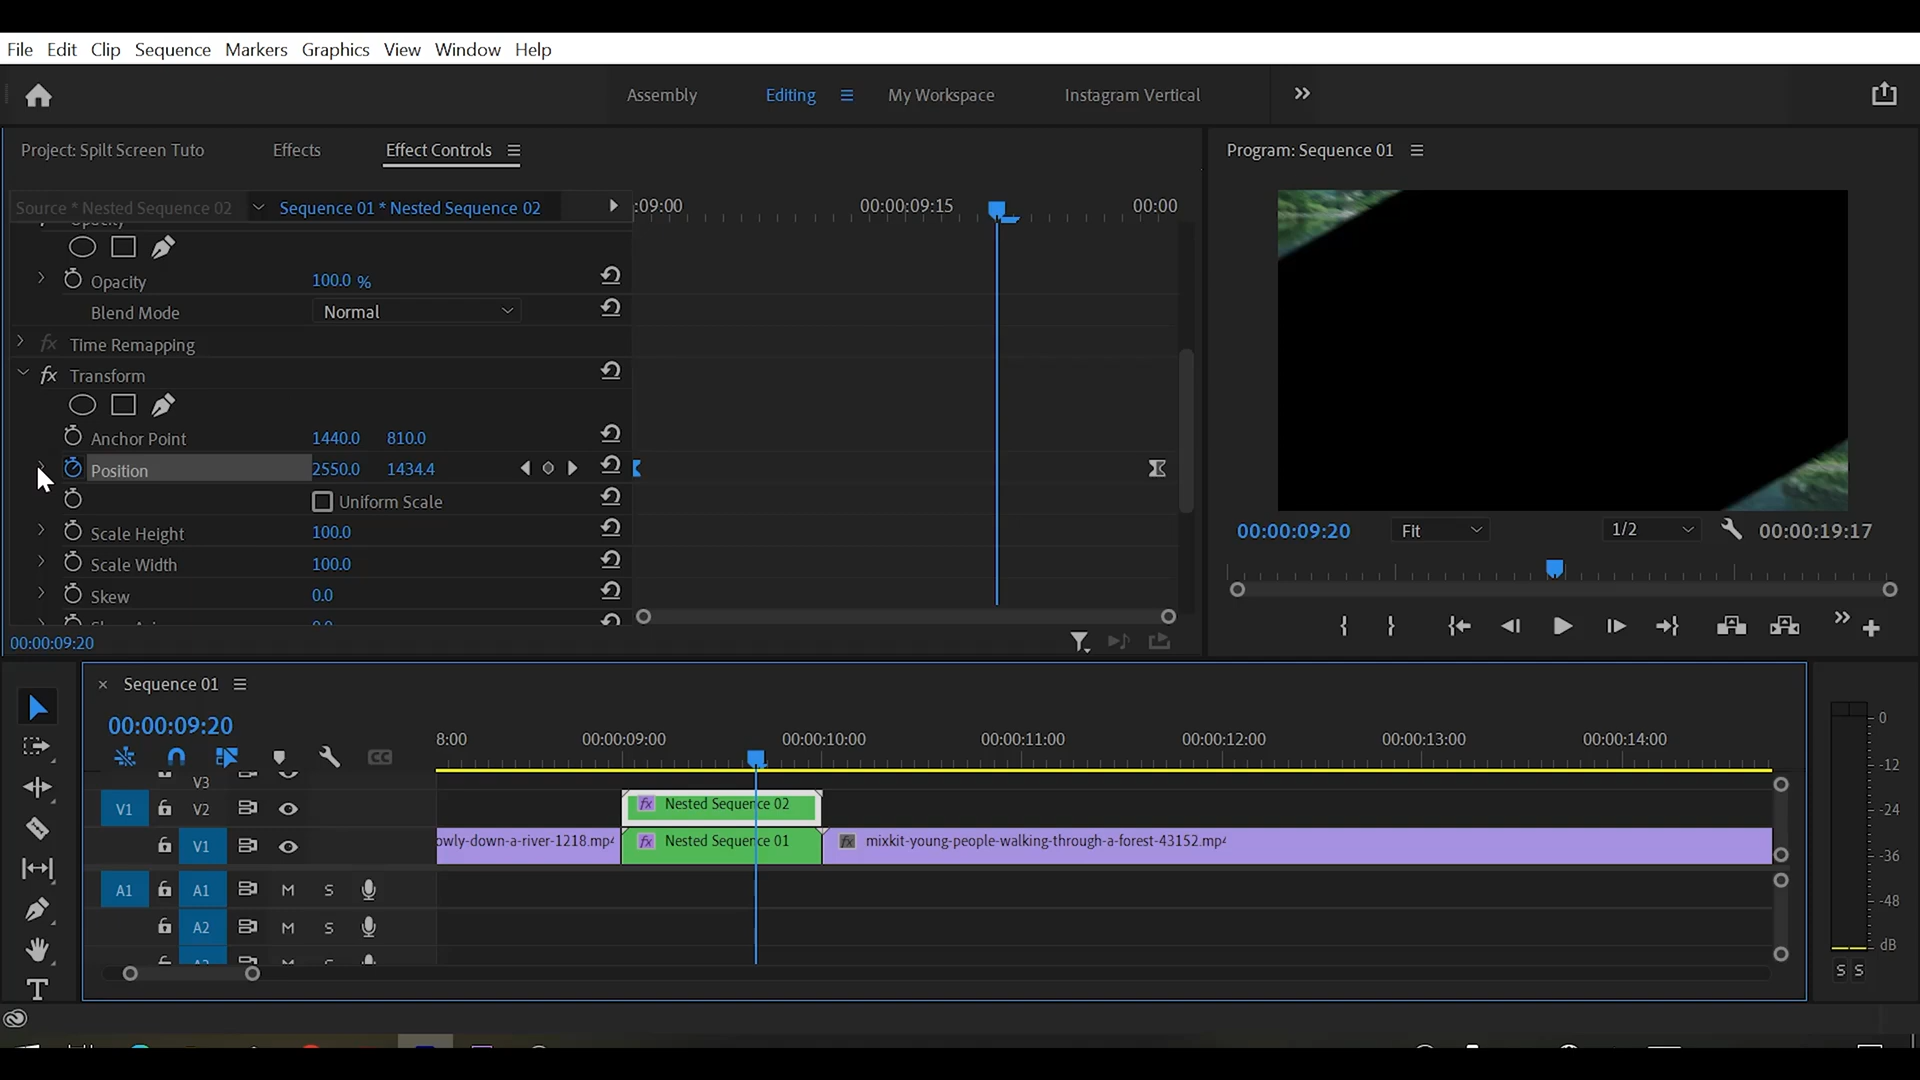 File Edit Clip Sequence Markers Graphics View Window Help
Assembly Editing My Workspace Instagram Vertical
Project: Spilt Screen Tuto Effects Effect Controls
Program: Sequence 01
Source * Nested Sequence 02 Sequence 01 * Nested Sequence 02
:09:00 00:00:09:15 00:00
Opacity
Opacity 100.0 %
Blend Mode Normal
fx Time Remapping
fx Transform
Anchor Point 1440.0 810.0
Position 2550.0 1434.4
Uniform Scale
Scale Height 100.0
Scale Width 100.0
Skew 0.0
00:00:09:20
00:00:09:20 Fit 1/2 00:00:19:17
Sequence 01
00:00:09:20
8:00 00:00:09:00 00:00:10:00 00:00:11:00 00:00:12:00 00:00:13:00 00:00:14:00
CC
V3
V1 V2 fx Nested Sequence 02
V1 owly-down-a-river-1218.mp4 fx Nested Sequence 01 fx mixkit-young-people-walking-through-a-forest-43152.mp4
A1 A1 M S
A2 M S
T
0
-12
-24
-36
-48
dB
S S